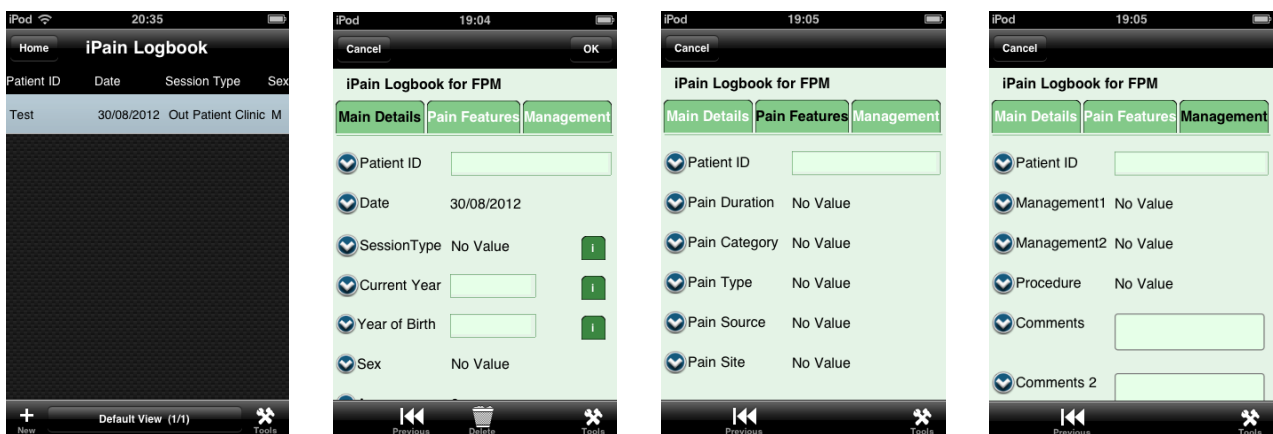 iPod 20:35
Home iPain Logbook
Patient ID Date Session Type Sex
Test 30/08/2012 Out Patient Clinic M
+ Default View (1/1)
New Tools
iPod 19:04
Cancel OK
iPain Logbook for FPM
Main Details Pain Features Management
Patient ID
Date 30/08/2012
SessionType No Value i
Current Year i
Year of Birth i
Sex No Value
Previous Delete Tools
iPod 19:05
Cancel
iPain Logbook for FPM
Main Details Pain Features Management
Patient ID
Pain Duration No Value
Pain Category No Value
Pain Type No Value
Pain Source No Value
Pain Site No Value
Previous Tools
iPod 19:05
Cancel
iPain Logbook for FPM
Main Details Pain Features Management
Patient ID
Management1 No Value
Management2 No Value
Procedure No Value
Comments
Comments 2
Previous Tools